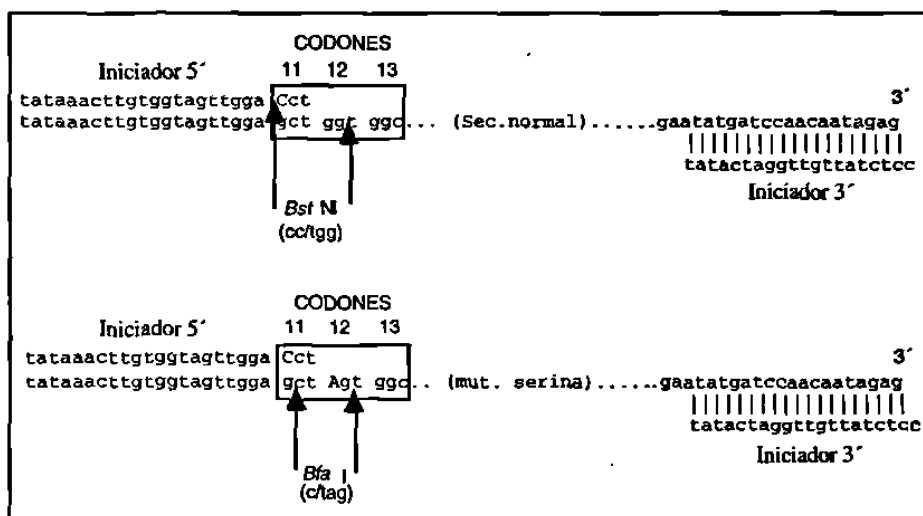 CODONES
Iniciador 5´ 11 12 13
tataaacttgtggtagttgga Cct 3´
tataaacttgtggtagttgga gct ggt ggc... (Sec.normal)......gaatatgatccaacaatagag
tatactaggttgttatctcc
Iniciador 3´
Bst NI
(cc/tgg)
CODONES
Iniciador 5´ 11 12 13
tataaacttgtggtagttgga Cct 3´
tataaacttgtggtagttgga gct Agt ggc.. (mut. serina)......gaatatgatccaacaatagag
tatactaggttgttatctcc
Iniciador 3´
Bfa I
(c/tag)